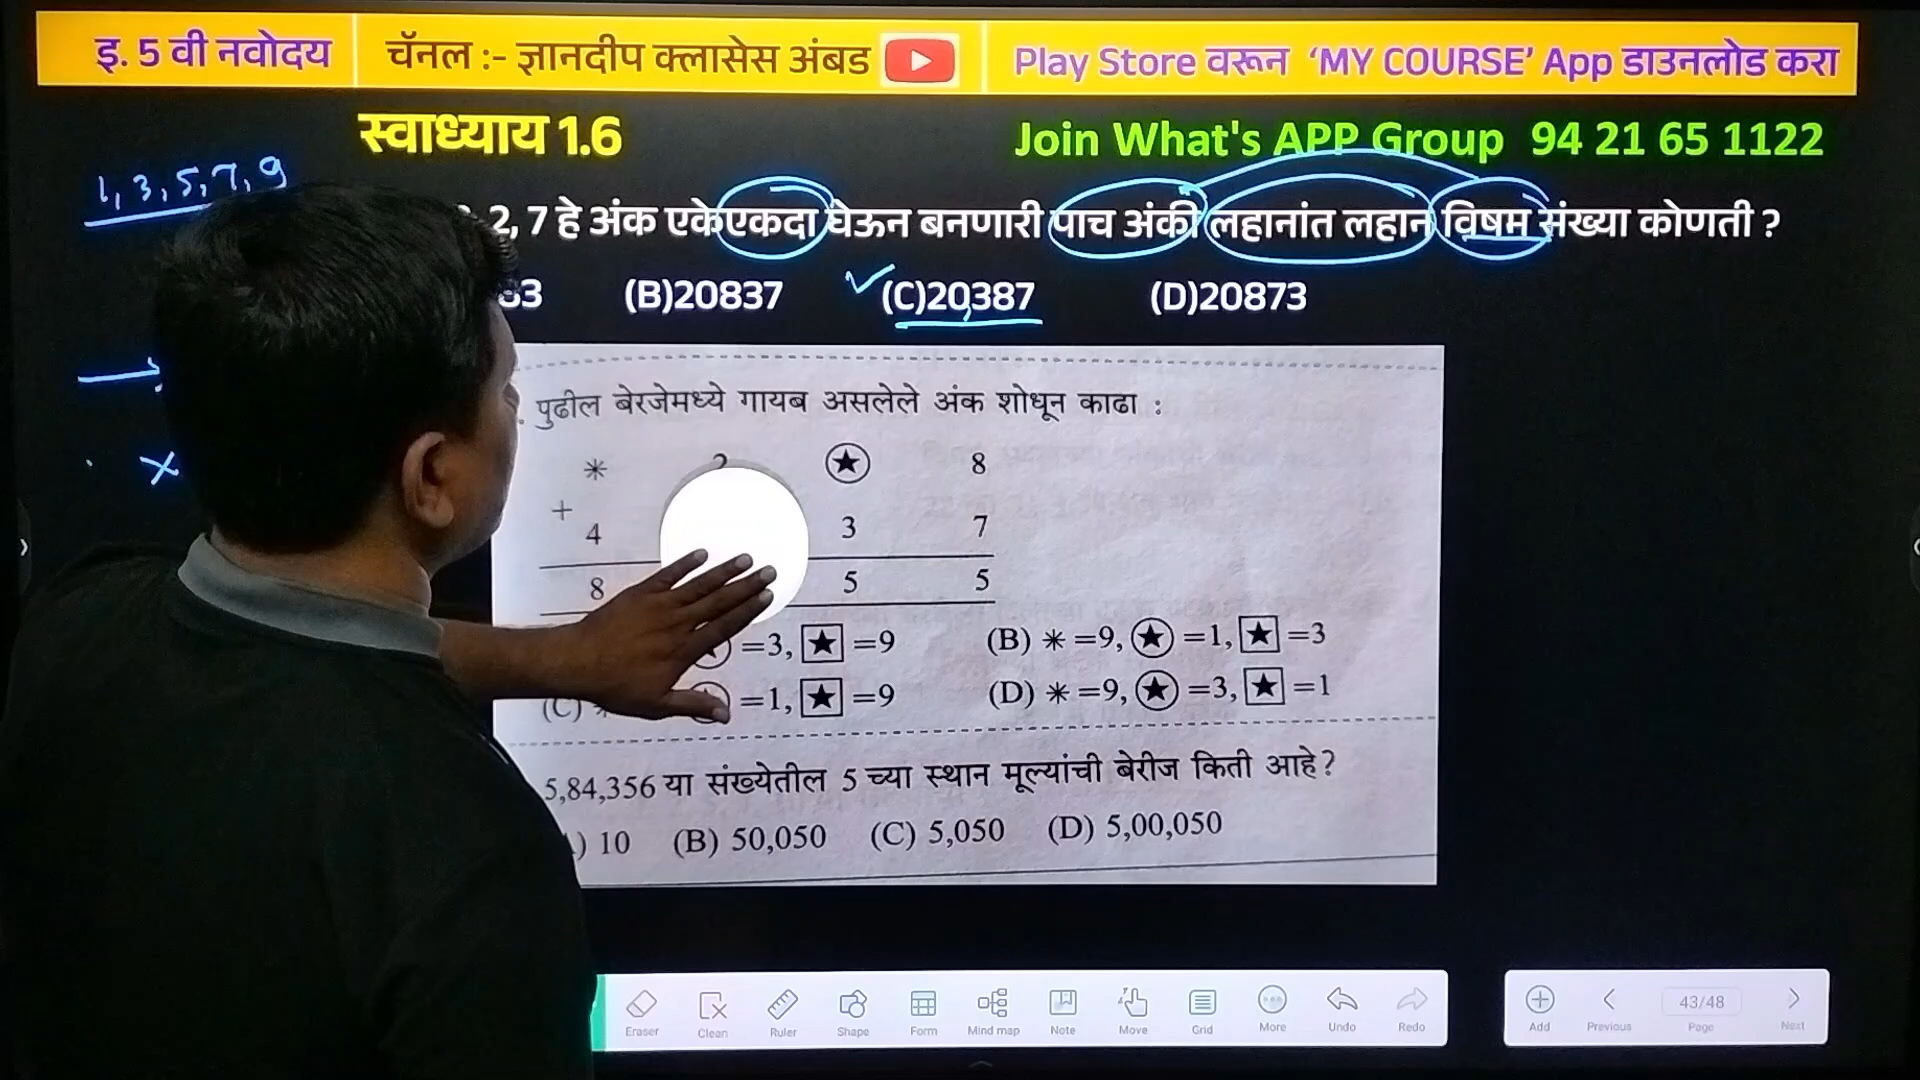 इ. 5 वी नवोदय
चॅनल :- ज्ञानदीप क्लासेस अंबड
Play Store वरून ‘MY COURSE’ App डाउनलोड करा
स्वाध्याय 1.6
Join What's APP Group 94 21 65 1122
1, 3, 5, 7, 9
2, 7 हे अंक एकेएकदा घेऊन बनणारी पाच अंकी लहानांत लहान विषम संख्या कोणती ?
(B)20837 (C)20387 (D)20873
पुढील बेरजेमध्ये गायब असलेले अंक शोधून काढा :
* 2 ★ 8
+
4 3 7
8 5 5
=3, ★ =9 (B) * =9, ★ =1, ★ =3
(C) * =1, ★ =9 (D) * =9, ★ =3, ★ =1
5,84,356 या संख्येतील 5 च्या स्थान मूल्यांची बेरीज किती आहे?
) 10 (B) 50,050 (C) 5,050 (D) 5,00,050
Eraser Clean Ruler Shape Form Mind map Note Move Grid More Undo Redo
Add Previous 43/48 Page Next